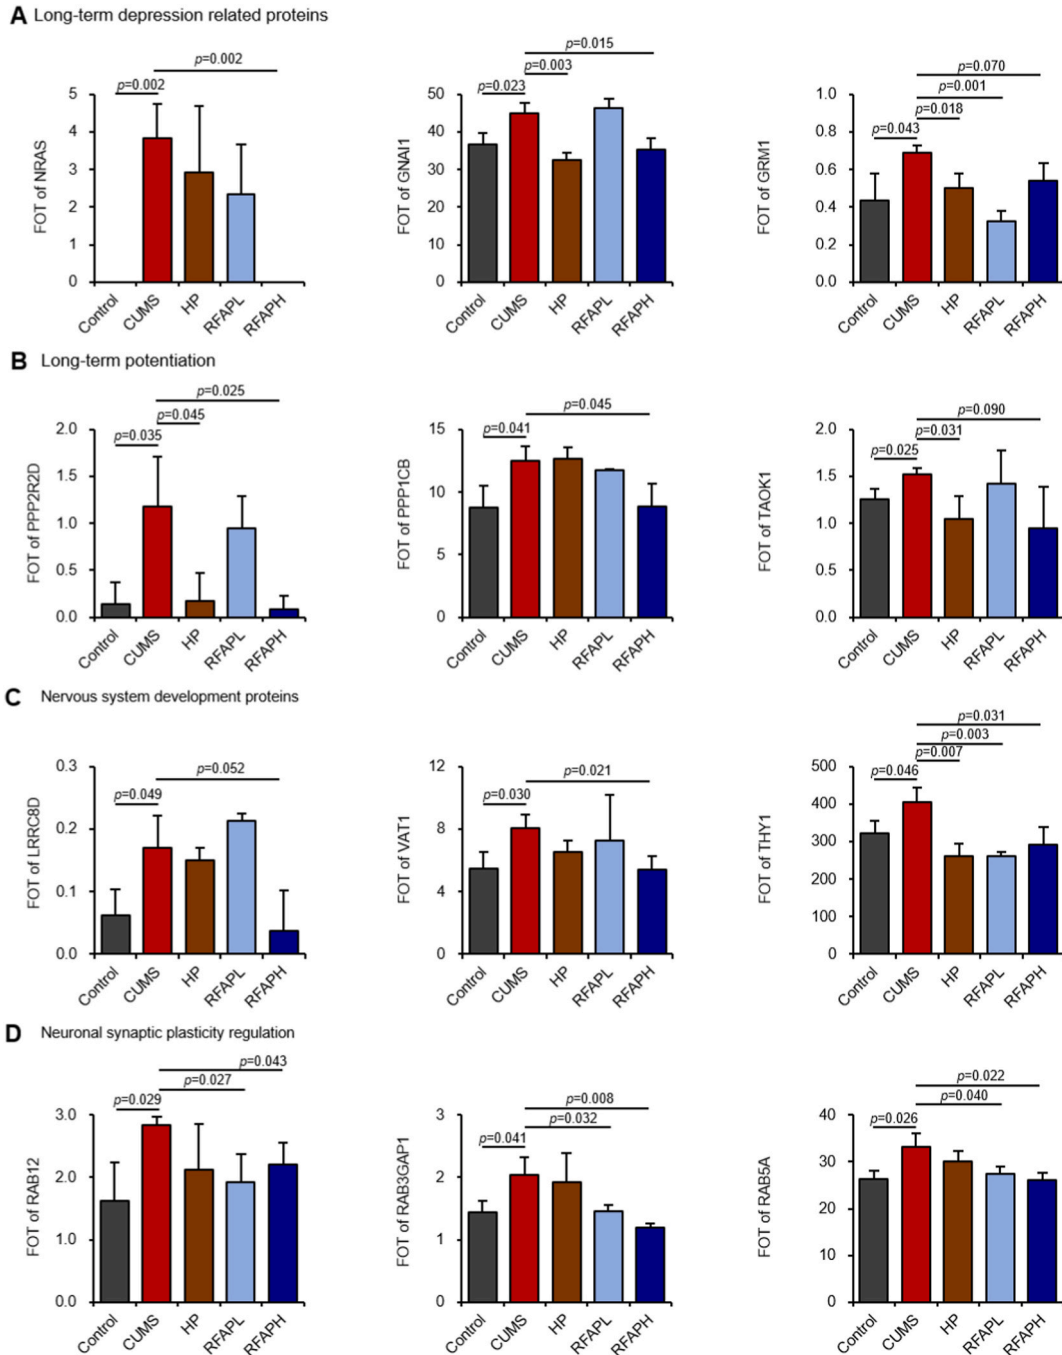 A Long-term depression related proteins
p=0.002
p=0.002
FOT of NRAS
5
4
3
2
1
0
Control
CUMS
HP
RFAPL
RFAPH
p=0.015
p=0.003
p=0.023
FOT of GNAI1
50
40
30
20
10
0
Control
CUMS
HP
RFAPL
RFAPH
p=0.070
p=0.001
p=0.018
p=0.043
FOT of GRM1
1.0
0.8
0.6
0.4
0.2
0.0
Control
CUMS
HP
RFAPL
RFAPH
B Long-term potentiation
p=0.025
p=0.045
p=0.035
FOT of PPP2R2D
2.0
1.5
1.0
0.5
0.0
Control
CUMS
HP
RFAPL
RFAPH
p=0.045
p=0.041
FOT of PPP1CB
15
10
5
0
Control
CUMS
HP
RFAPL
RFAPH
p=0.090
p=0.031
p=0.025
FOT of TAOK1
2.0
1.5
1.0
0.5
0.0
Control
CUMS
HP
RFAPL
RFAPH
C Nervous system development proteins
p=0.052
p=0.049
FOT of LRRC8D
0.3
0.2
0.1
0.0
Control
CUMS
HP
RFAPL
RFAPH
p=0.021
p=0.030
FOT of VAT1
12
8
4
0
Control
CUMS
HP
RFAPL
RFAPH
p=0.031
p=0.003
p=0.007
p=0.046
FOT of THY1
500
400
300
200
100
0
Control
CUMS
HP
RFAPL
RFAPH
D Neuronal synaptic plasticity regulation
p=0.043
p=0.027
p=0.029
FOT of RAB12
3.0
2.0
1.0
0.0
Control
CUMS
HP
RFAPL
RFAPH
p=0.008
p=0.032
p=0.041
FOT of RAB3GAP1
3
2
1
0
Control
CUMS
HP
RFAPL
RFAPH
p=0.022
p=0.040
p=0.026
FOT of RAB5A
40
30
20
10
0
Control
CUMS
HP
RFAPL
RFAPH